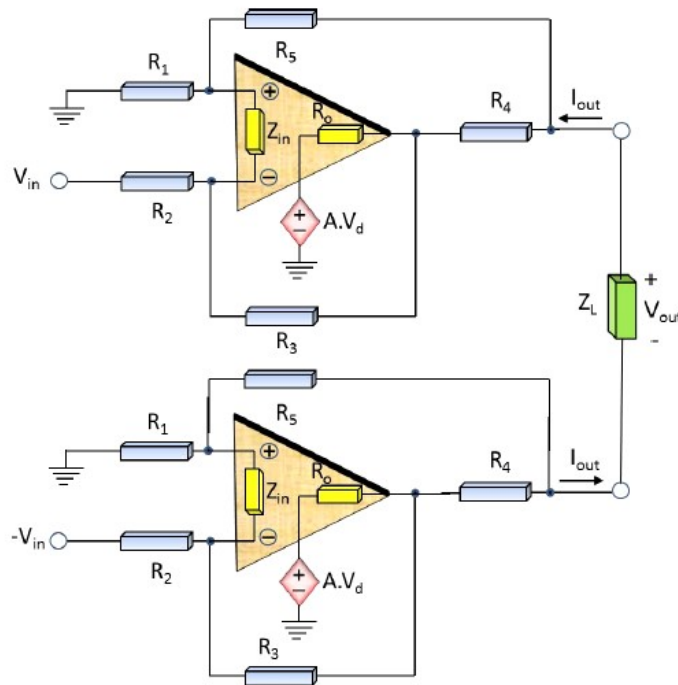 R5
R1
+
Ro
R4
Iout
Zin
Vin
−
R2
+
−
A.Vd
ZL
+
Vout
-
R3
R5
R1
+
Ro
R4
Iout
Zin
-Vin
−
R2
+
−
A.Vd
R3